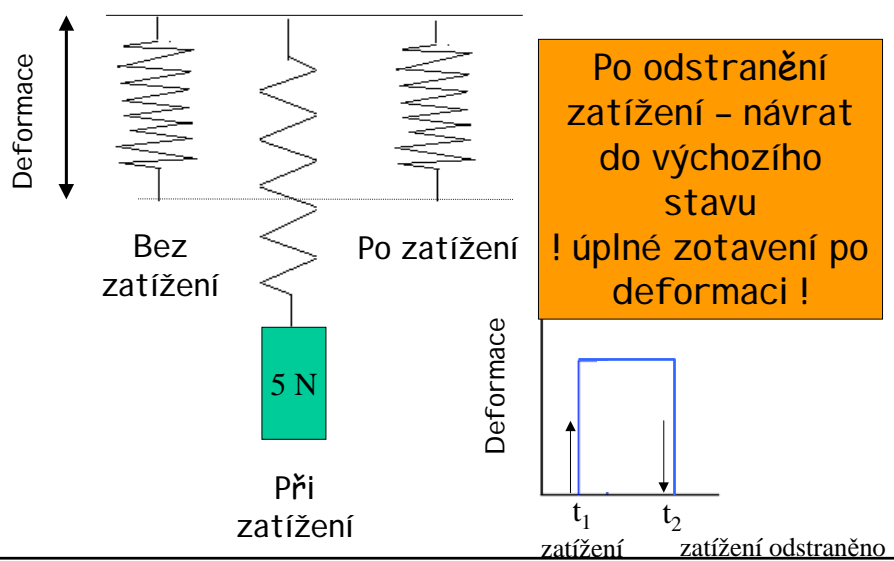 Deformace
Bez
zatížení
Po zatížení
5 N
Při
zatížení
Po odstranění
zatížení – návrat
do výchozího
stavu
! úplné zotavení po
deformaci !
Deformace
t1
t2
zatížení
zatížení odstraněno